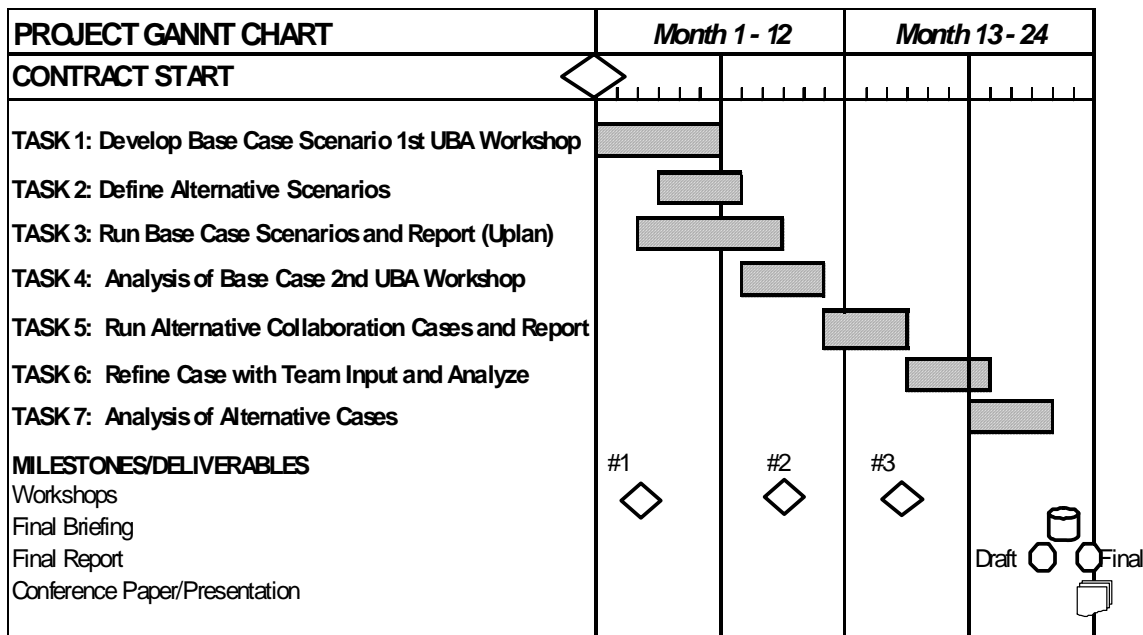 PROJECT GANNT CHART
Month 1 - 12
Month 13 - 24
CONTRACT START
TASK 1: Develop Base Case Scenario 1st UBA Workshop
TASK 2: Define Alternative Scenarios
TASK 3: Run Base Case Scenarios and Report (Uplan)
TASK 4: Analysis of Base Case 2nd UBA Workshop
TASK 5: Run Alternative Collaboration Cases and Report
TASK 6: Refine Case with Team Input and Analyze
TASK 7: Analysis of Alternative Cases
MILESTONES/DELIVERABLES
#1
#2
#3
Workshops
Final Briefing
Final Report
Draft
Final
Conference Paper/Presentation